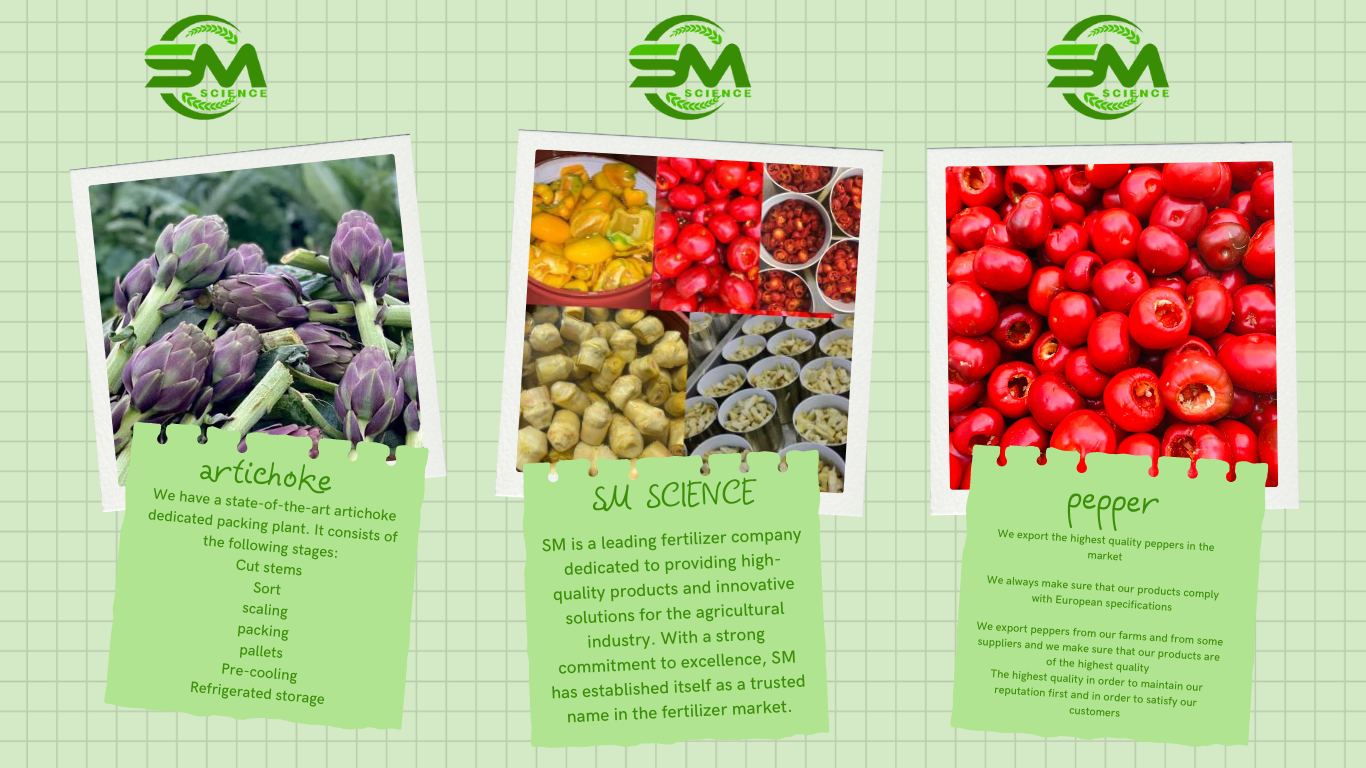 SM
SCIENCE
SM
SCIENCE
SM
SCIENCE
artichoke
We have a state-of-the-art artichoke
dedicated packing plant. It consists of
the following stages:
Cut stems
Sort
scaling
packing
pallets
Pre-cooling
Refrigerated storage
SM SCIENCE
SM is a leading fertilizer company
dedicated to providing high-
quality products and innovative
solutions for the agricultural
industry. With a strong
commitment to excellence, SM
has established itself as a trusted
name in the fertilizer market.
pepper
We export the highest quality peppers in the
market
We always make sure that our products comply
with European specifications
We export peppers from our farms and from some
suppliers and we make sure that our products are
of the highest quality
The highest quality in order to maintain our
reputation first and in order to satisfy our
customers